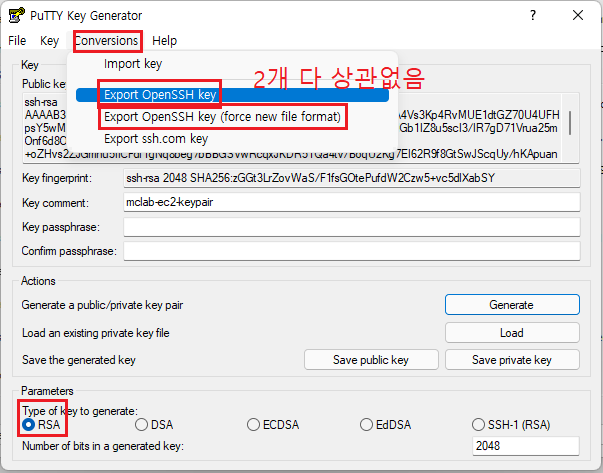 PuTTY Key Generator
File Key Conversions Help
Import key
2개 다 상관없음
Export OpenSSH key
Export OpenSSH key (force new file format)
Export ssh.com key
Key
Public key
ssh-rsa
Key fingerprint: ssh-rsa 2048 SHA256:zGGt3LrZovWaS/F1fsGOtePufdW2Czw5+vc5dlXabSY
Key comment: mclab-ec2-keypair
Key passphrase:
Confirm passphrase:
Actions
Generate a public/private key pair Generate
Load an existing private key file Load
Save the generated key Save public key Save private key
Parameters
Type of key to generate:
RSA DSA ECDSA EdDSA SSH-1 (RSA)
Number of bits in a generated key: 2048